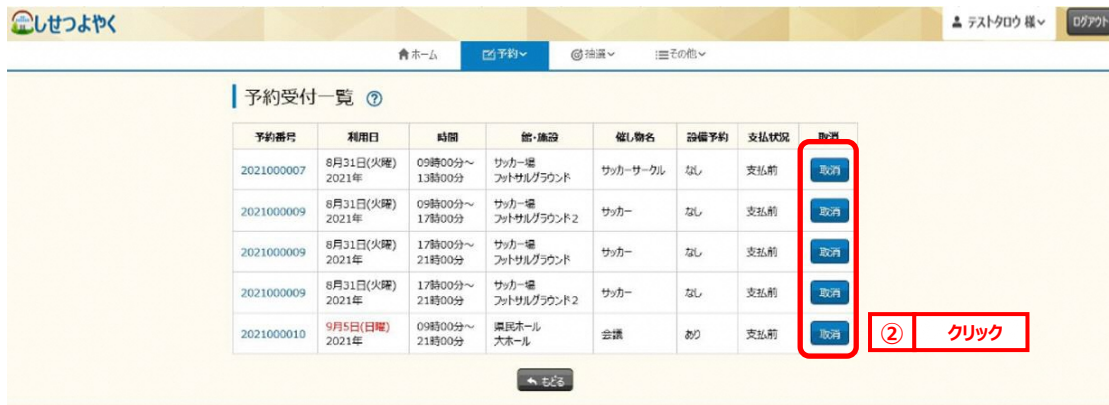 しせつよやく
テストタロウ 様
ログアウト
ホーム 予約 抽選 その他
予約受付一覧 ?
予約番号 利用日 時間 館・施設 催し物名 設備予約 支払状況 取消
2021000007 8月31日(火曜) 09時00分～ サッカー場 サッカーサークル なし 支払前 取消
2021年 13時00分 フットサルグラウンド
2021000009 8月31日(火曜) 09時00分～ サッカー場 サッカー なし 支払前 取消
2021年 17時00分 フットサルグラウンド2
2021000009 8月31日(火曜) 17時00分～ サッカー場 サッカー なし 支払前 取消
2021年 21時00分 フットサルグラウンド
2021000009 8月31日(火曜) 17時00分～ サッカー場 サッカー なし 支払前 取消
2021年 21時00分 フットサルグラウンド2
2021000010 9月5日(日曜) 09時00分～ 県民ホール 会議 あり 支払前 取消
2021年 21時00分 大ホール
② クリック
もどる